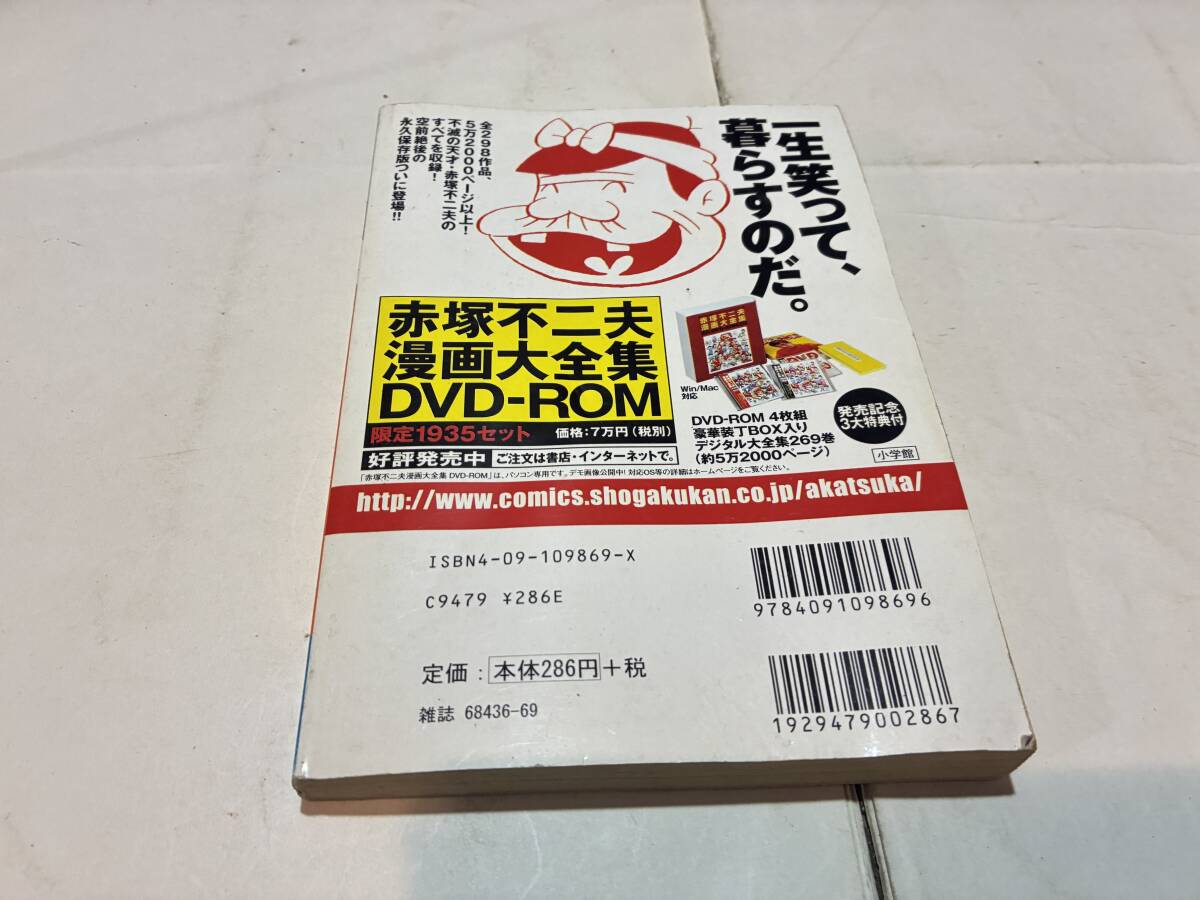 一生笑って、
暮らすのだ。
全298作品、
5万2000ページ以上!
不滅の天才・赤塚不二夫の
すべてを収録!
空前絶後の
永久保存版ついに登場!!
赤塚不二夫
漫画大全集
DVD-ROM
限定1935セット 価格:7万円(税別)
好評発売中 ご注文は書店・インターネットで。
赤塚不二夫
漫画大全集
DVD
Win/Mac
対応
DVD-ROM 4枚組
豪華装丁BOX入り
デジタル大全集269巻
(約5万2000ページ)
発売記念
3大特典付
小学館
「赤塚不二夫漫画大全集 DVD-ROM」は、パソコン専用です。デモ画像公開中! 対応OS等の詳細はホームページをご覧ください。
http://www.comics.shogakukan.co.jp/akatsuka/
ISBN4-09-109869-X
C9479 ¥286E
9784091098696
定価:本体286円+税
雑誌 68436-69
1929479002867